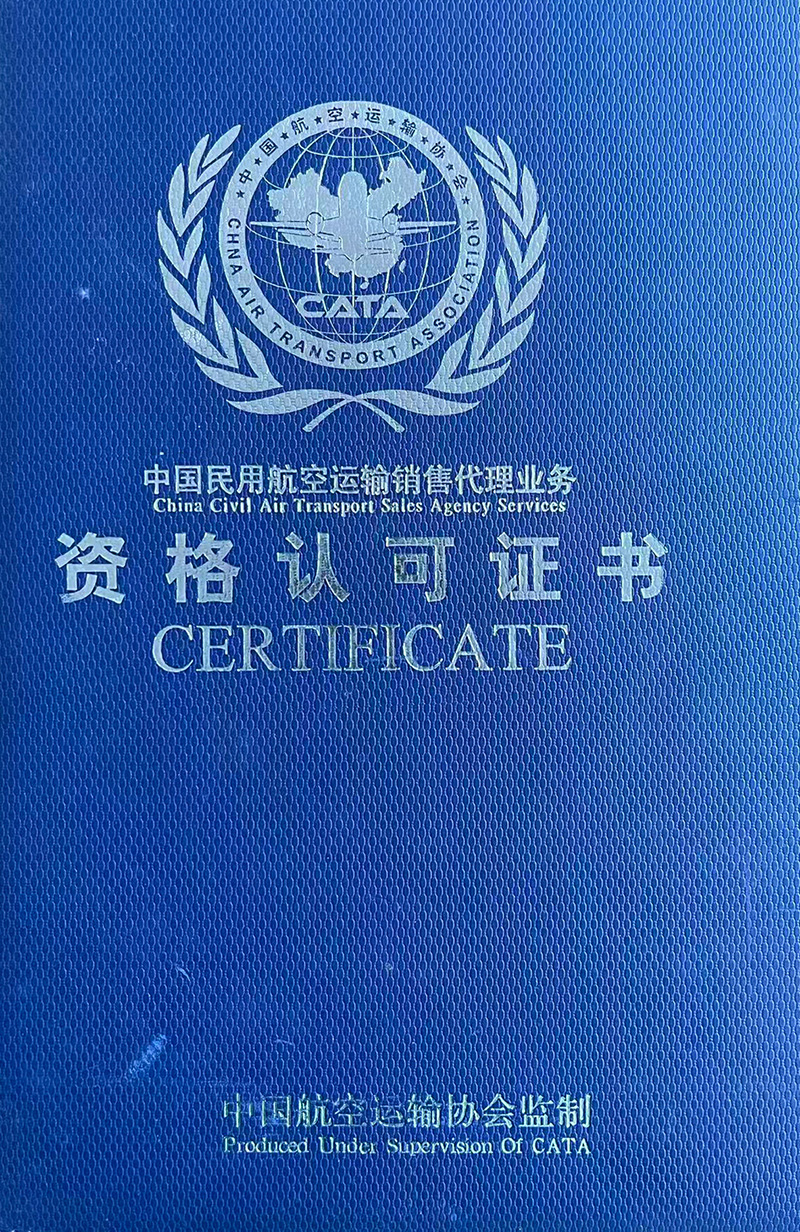 中国航空运输协会
CHNA AIR TRANSPORT ASSOCIATION
CATA
中国民用航空运输销售代理业务
China Civil Air Transport Sales Agency Services
资格认可证书
CERTIFICATE
中国航空运输协会监制
Produced Under Supervision Of CATA